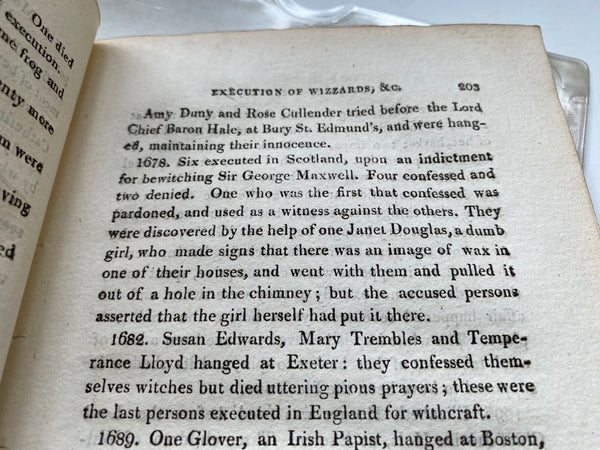 One died
execution.
frog and
more
were
EXECUTION OF WIZZARDS, &C. 203
Amy Duny and Rose Cullender tried before the Lord
Chief Baron Hale, at Bury St. Edmund's, and were hang-
ed, maintaining their innocence.
1678. Six executed in Scotland, upon an indictment
for bewitching Sir George Maxwell. Four confessed and
two denied. One who was the first that confessed was
pardoned, and used as a witness against the others. They
were discovered by the help of one Janet Douglas, a dumb
girl, who made signs that there was an image of wax in
one of their houses, and went with them and pulled it
out of a hole in the chimney; but the accused persons
asserted that the girl herself had put it there.
1682. Susan Edwards, Mary Trembles and Tempe-
rance Lloyd hanged at Exeter: they confessed them-
selves witches but died uttering pious prayers; these were
the last persons executed in England for withcraft.
1689. One Glover, an Irish Papist, hanged at Boston,